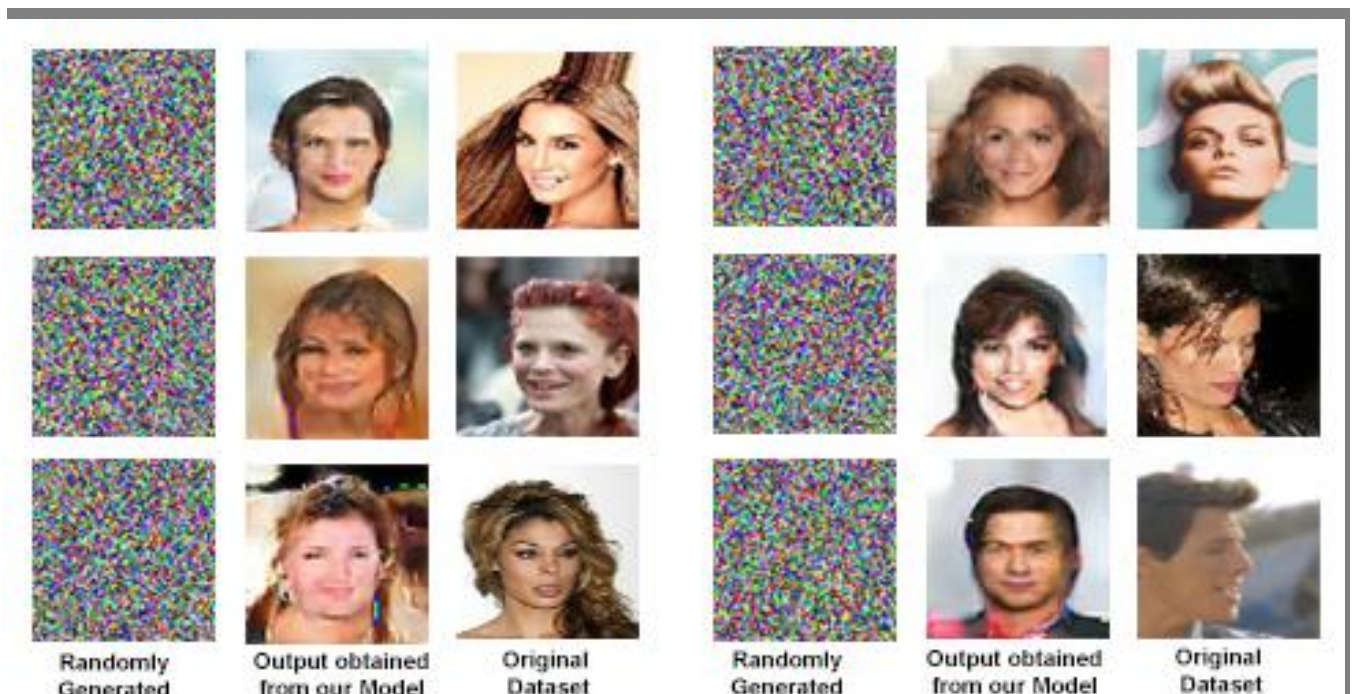 Randomly
Generated
Output obtained
from our Model
Original
Dataset
Randomly
Generated
Output obtained
from our Model
Original
Dataset